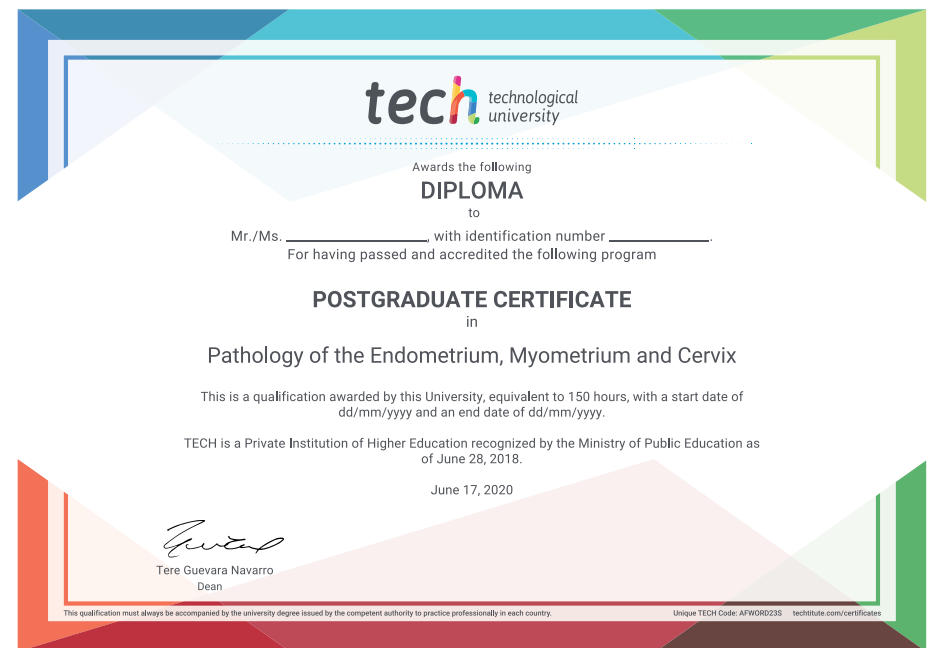 tech technological
university
Awards the following
DIPLOMA
to
Mr./Ms. ____________________, with identification number ______________.
For having passed and accredited the following program
POSTGRADUATE CERTIFICATE
in
Pathology of the Endometrium, Myometrium and Cervix
This is a qualification awarded by this University, equivalent to 150 hours, with a start date of
dd/mm/yyyy and an end date of dd/mm/yyyy.
TECH is a Private Institution of Higher Education recognized by the Ministry of Public Education as
of June 28, 2018.
June 17, 2020
Tere Guevara Navarro
Dean
This qualification must always be accompanied by the university degree issued by the competent authority to practice professionally in each country.
Unique TECH Code: AFWORD23S techtitute.com/certificates